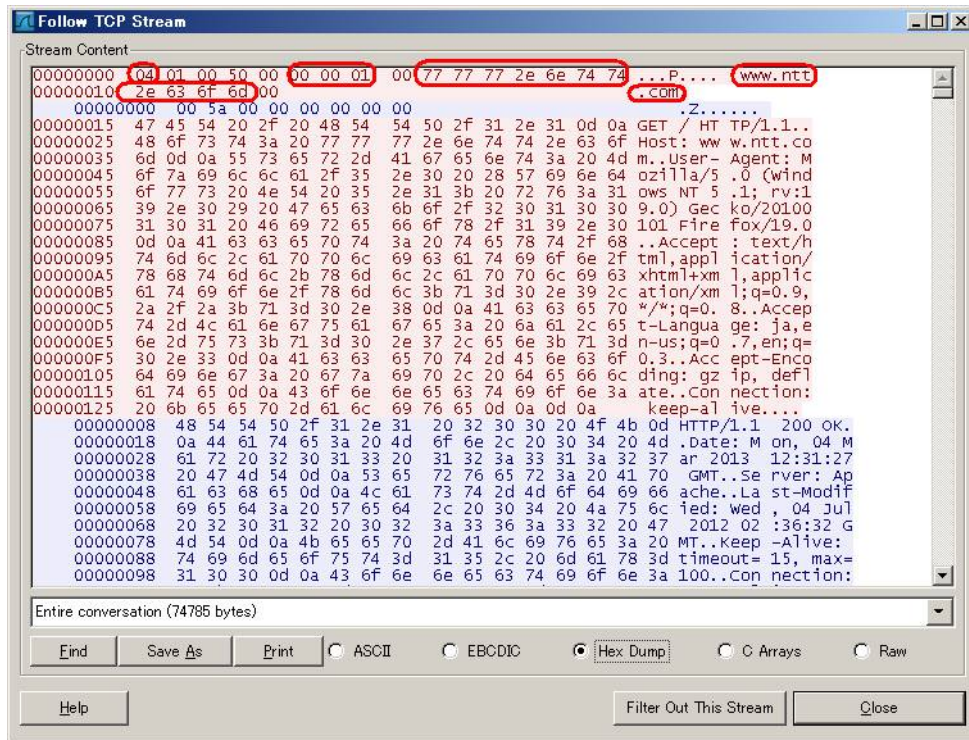 Follow TCP Stream
Stream Content
00000000 04 01 00 50 00 00 00 01 00 77 77 77 2e 6e 74 74 ...P.... www.ntt
00000010 2e 63 6f 6d 00 .com.
00000000 00 5a 00 00 00 00 00 00 .Z......
00000015 47 45 54 20 2f 20 48 54 54 50 2f 31 2e 31 0d 0a GET / HT TP/1.1..
00000025 48 6f 73 74 3a 20 77 77 77 2e 6e 74 74 2e 63 6f Host: ww w.ntt.co
00000035 6d 0d 0a 55 73 65 72 2d 41 67 65 6e 74 3a 20 4d m..User- Agent: M
00000045 6f 7a 69 6c 6c 61 2f 35 2e 30 20 28 57 69 6e 64 ozilla/5 .0 (Wind
00000055 6f 77 73 20 4e 54 20 35 2e 31 3b 20 72 76 3a 31 ows NT 5 .1; rv:1
00000065 39 2e 30 29 20 47 65 63 6b 6f 2f 32 30 31 30 30 9.0) Gec ko/20100
00000075 31 30 31 20 46 69 72 65 66 6f 78 2f 31 39 2e 30 101 Fire fox/19.0
00000085 0d 0a 41 63 63 65 70 74 3a 20 74 65 78 74 2f 68 ..Accept : text/h
00000095 74 6d 6c 2c 61 70 70 6c 69 63 61 74 69 6f 6e 2f tml,appl ication/
000000A5 78 68 74 6d 6c 2b 78 6d 6c 2c 61 70 70 6c 69 63 xhtml+xm l,applic
000000B5 61 74 69 6f 6e 2f 78 6d 6c 3b 71 3d 30 2e 39 2c ation/xm l;q=0.9,
000000C5 2a 2f 2a 3b 71 3d 30 2e 38 0d 0a 41 63 63 65 70 */*;q=0. 8..Accep
000000D5 74 2d 4c 61 6e 67 75 61 67 65 3a 20 6a 61 2c 65 t-Langua ge: ja,e
000000E5 6e 2d 75 73 3b 71 3d 30 2e 37 2c 65 6e 3b 71 3d n-us;q=0 .7,en;q=
000000F5 30 2e 33 0d 0a 41 63 63 65 70 74 2d 45 6e 63 6f 0.3..Acc ept-Enco
00000105 64 69 6e 67 3a 20 67 7a 69 70 2c 20 64 65 66 6c ding: gz ip, defl
00000115 61 74 65 0d 0a 43 6f 6e 6e 65 63 74 69 6f 6e 3a ate..Con nection:
00000125 20 6b 65 65 70 2d 61 6c 69 76 65 0d 0a 0d 0a keep-al ive....
00000008 48 54 54 50 2f 31 2e 31 20 32 30 30 20 4f 4b 0d HTTP/1.1 200 OK.
00000018 0a 44 61 74 65 3a 20 4d 6f 6e 2c 20 30 34 20 4d .Date: M on, 04 M
00000028 61 72 20 32 30 31 33 20 31 32 3a 33 31 3a 32 37 ar 2013 12:31:27
00000038 20 47 4d 54 0d 0a 53 65 72 76 65 72 3a 20 41 70 GMT..Se rver: Ap
00000048 61 63 68 65 0d 0a 4c 61 73 74 2d 4d 6f 64 69 66 ache..La st-Modif
00000058 69 65 64 3a 20 57 65 64 2c 20 30 34 20 4a 75 6c ied: Wed , 04 Jul
00000068 20 32 30 31 32 20 30 32 3a 33 36 3a 33 32 20 47 2012 02 :36:32 G
00000078 4d 54 0d 0a 4b 65 65 70 2d 41 6c 69 76 65 3a 20 MT..Keep -Alive:
00000088 74 69 6d 65 6f 75 74 3d 31 35 2c 20 6d 61 78 3d timeout= 15, max=
00000098 31 30 30 0d 0a 43 6f 6e 6e 65 63 74 69 6f 6e 3a 100..Con nection:
Entire conversation (74785 bytes)
Find Save As Print ASCII EBCDIC Hex Dump C Arrays Raw
Help Filter Out This Stream Close